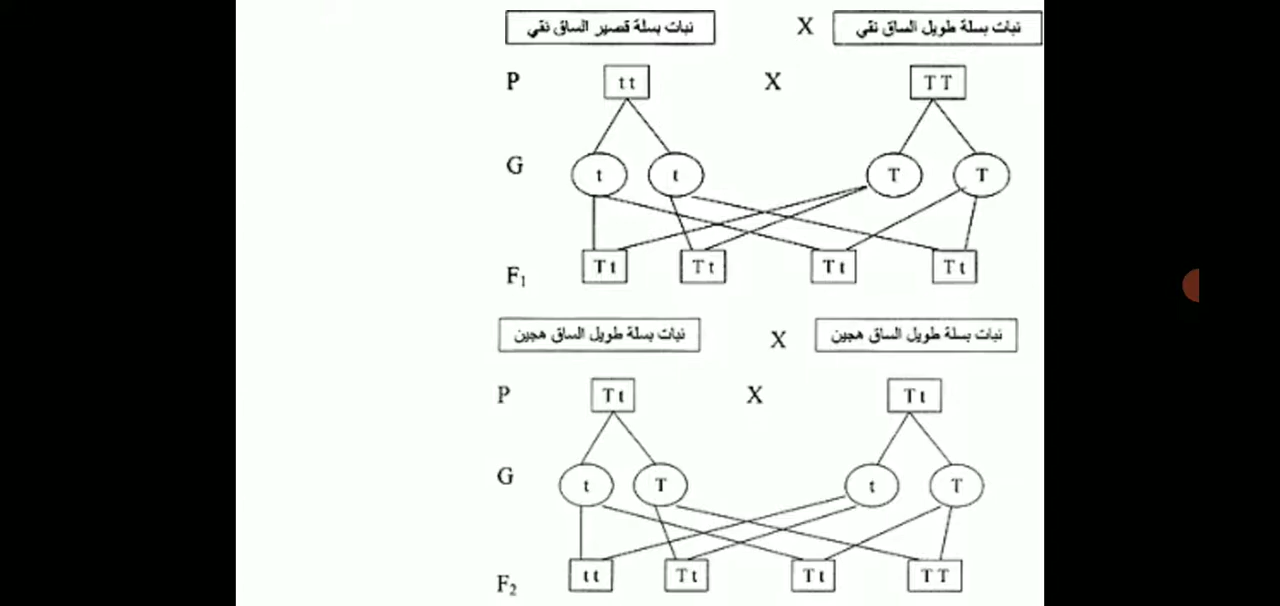 نبات بسلة طويل الساق نقي X نبات بسلة قصير الساق نقي
P tt X TT
G t t T T
F₁ Tt Tt Tt Tt
نبات بسلة طويل الساق هجين X نبات بسلة طويل الساق هجين
P Tt X Tt
G t T t T
F₂ tt Tt Tt TT